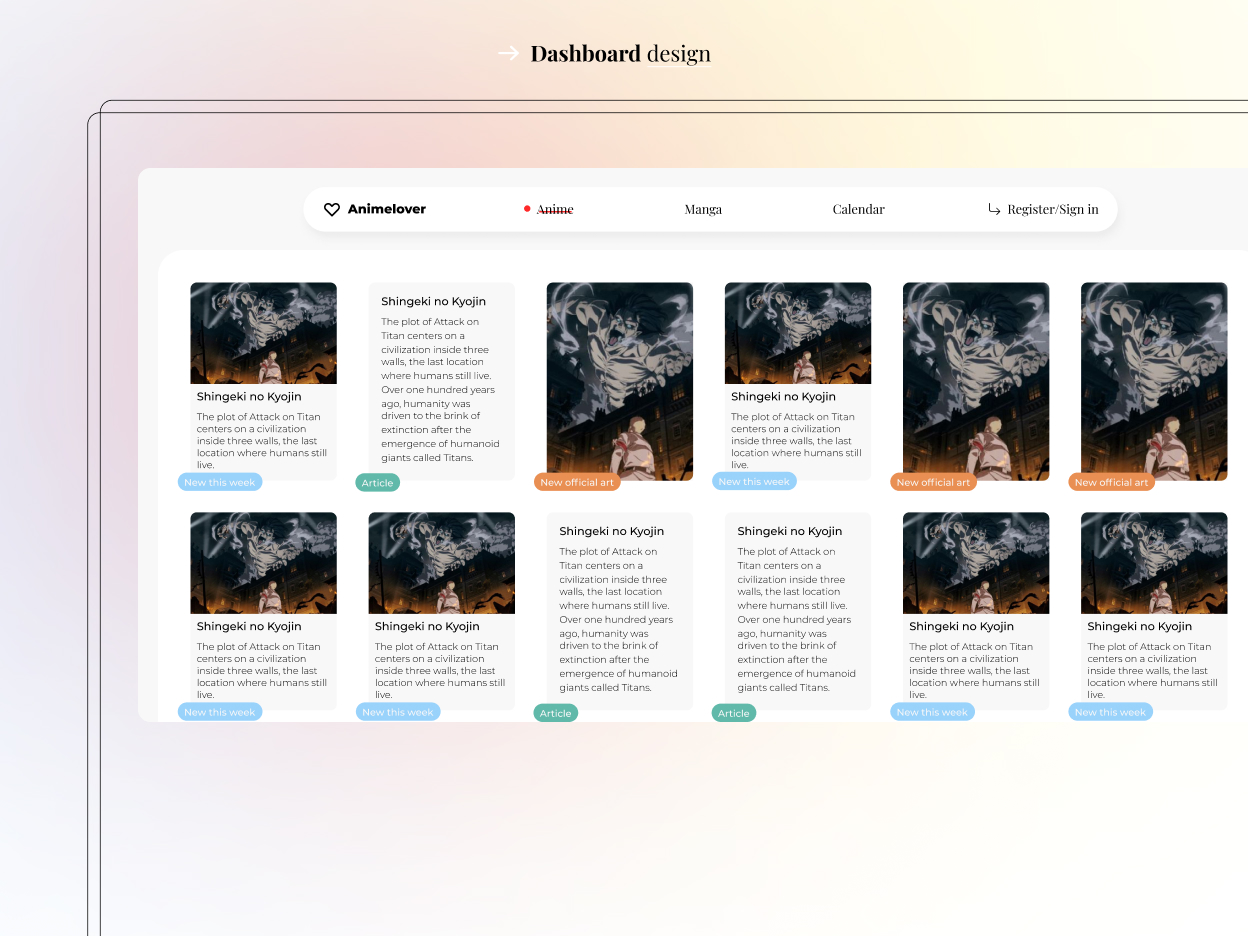 Dashboard design
Animelover
Anime
Manga
Calendar
Register/Sign in
Shingeki no Kyojin
The plot of Attack on Titan
centers on a civilization
inside three walls, the last
location where humans still
live.
New this week
Shingeki no Kyojin
The plot of Attack on
Titan centers on a
civilization inside three
walls, the last location
where humans still live.
Over one hundred years
ago, humanity was
driven to the brink of
extinction after the
emergence of humanoid
giants called Titans.
Article
New official art
Shingeki no Kyojin
The plot of Attack on Titan
centers on a civilization
inside three walls, the last
location where humans still
live.
New this week
New official art
New official art
Shingeki no Kyojin
The plot of Attack on Titan
centers on a civilization
inside three walls, the last
location where humans still
live.
New this week
Shingeki no Kyojin
The plot of Attack on Titan
centers on a civilization
inside three walls, the last
location where humans still
live.
New this week
Shingeki no Kyojin
The plot of Attack on
Titan centers on a
civilization inside three
walls, the last location
where humans still live.
Over one hundred years
ago, humanity was
driven to the brink of
extinction after the
emergence of humanoid
giants called Titans.
Article
Shingeki no Kyojin
The plot of Attack on
Titan centers on a
civilization inside three
walls, the last location
where humans still live.
Over one hundred years
ago, humanity was
driven to the brink of
extinction after the
emergence of humanoid
giants called Titans.
Article
Shingeki no Kyojin
The plot of Attack on Titan
centers on a civilization
inside three walls, the last
location where humans still
live.
New this week
Shingeki no Kyojin
The plot of Attack on Titan
centers on a civilization
inside three walls, the last
location where humans still
live.
New this week